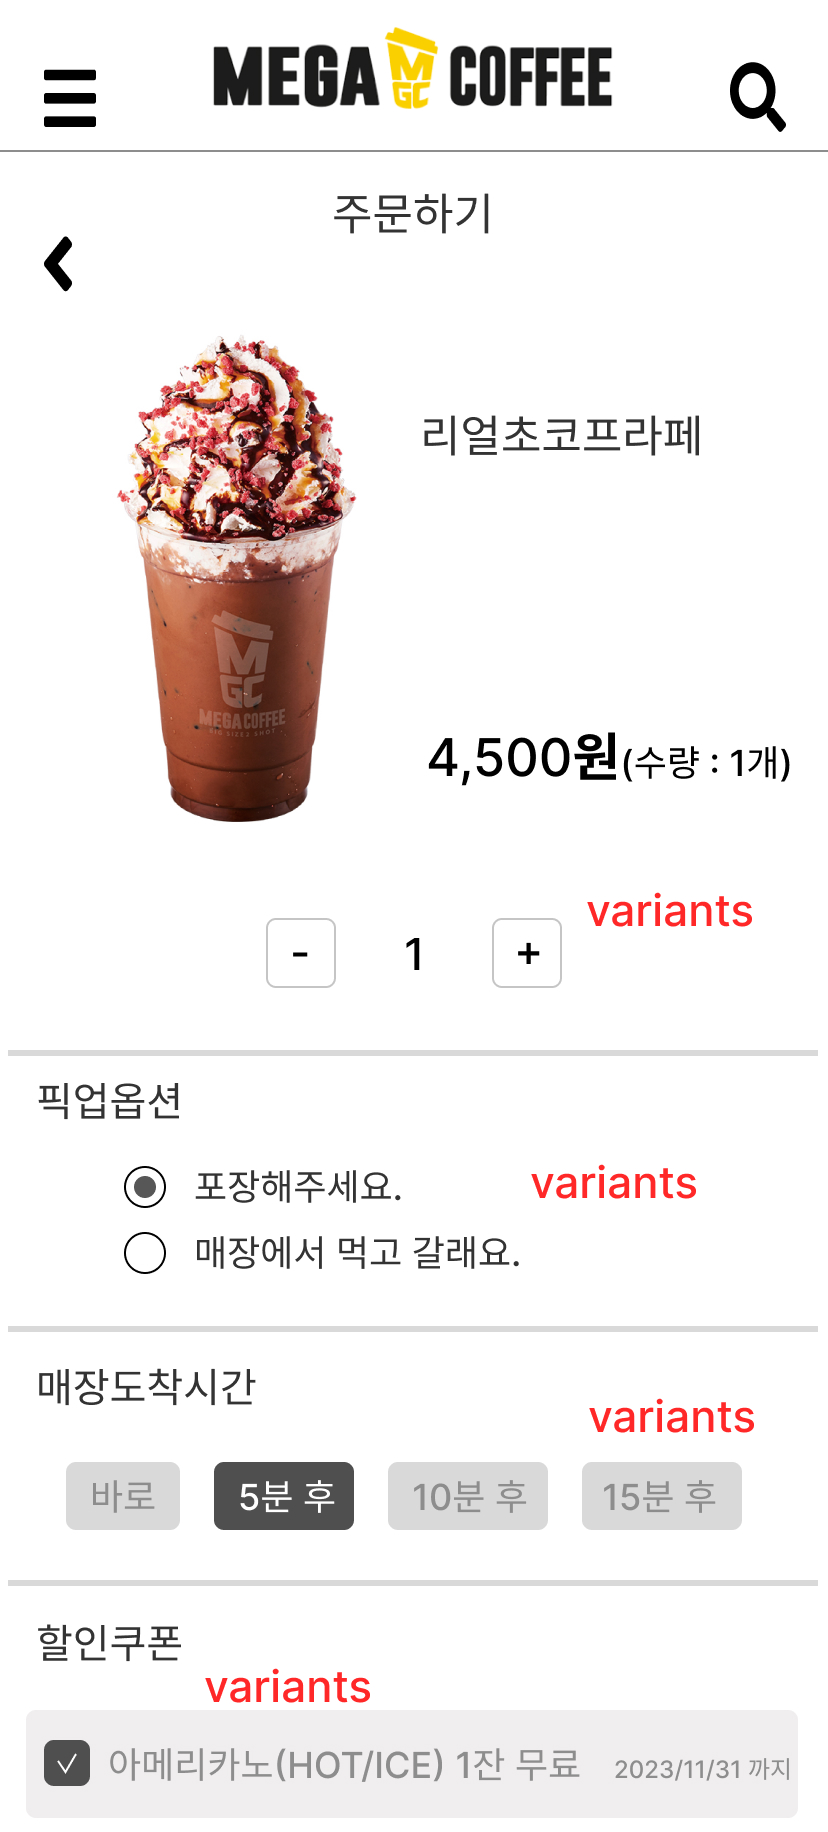 MEGA MGC COFFEE
주문하기
리얼초코프라페
MGC
MEGA COFFEE
BIG SIZE 2 SHOT
4,500원(수량 : 1개)
variants
- 1 +
픽업옵션
포장해주세요.
variants
매장에서 먹고 갈래요.
매장도착시간
variants
바로 5분 후 10분 후 15분 후
할인쿠폰
variants
아메리카노(HOT/ICE) 1잔 무료 2023/11/31 까지